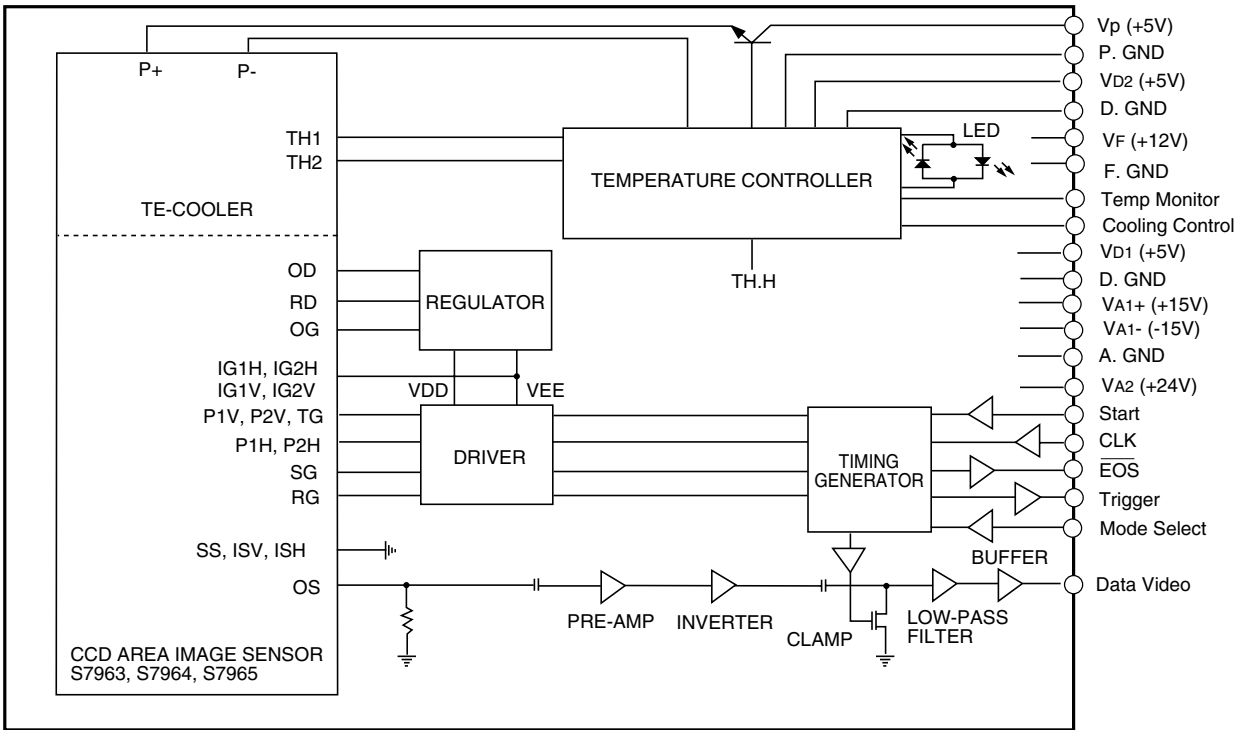 P+
P-
TH1
TH2
TE-COOLER
OD
RD
OG
IG1H, IG2H
IG1V, IG2V
P1V, P2V, TG
P1H, P2H
SG
RG
SS, ISV, ISH
OS
CCD AREA IMAGE SENSOR
S7963, S7964, S7965
REGULATOR
VDD
VEE
DRIVER
TEMPERATURE CONTROLLER
LED
TH.H
TIMING
GENERATOR
PRE-AMP
INVERTER
CLAMP
LOW-PASS
FILTER
BUFFER
Vp (+5V)
P. GND
VD2 (+5V)
D. GND
VF (+12V)
F. GND
Temp Monitor
Cooling Control
VD1 (+5V)
D. GND
VA1+ (+15V)
VA1- (-15V)
A. GND
VA2 (+24V)
Start
CLK
EOS
Trigger
Mode Select
Data Video